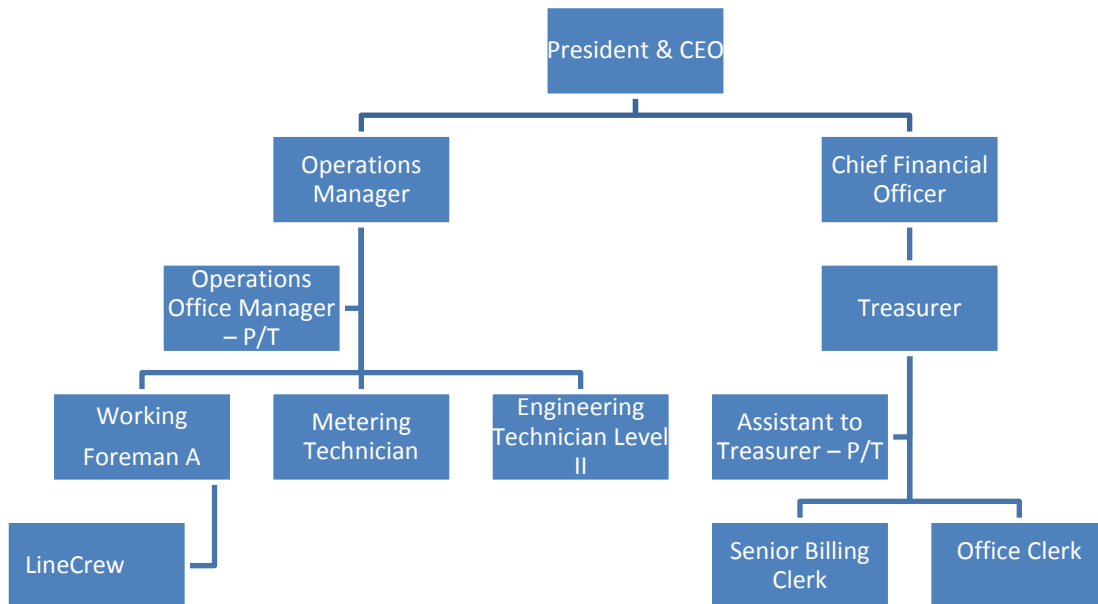 President & CEO
Operations
Manager
Chief Financial
Officer
Operations
Office Manager
– P/T
Treasurer
Working
Foreman A
Metering
Technician
Engineering
Technician Level
II
Assistant to
Treasurer – P/T
LineCrew
Senior Billing
Clerk
Office Clerk